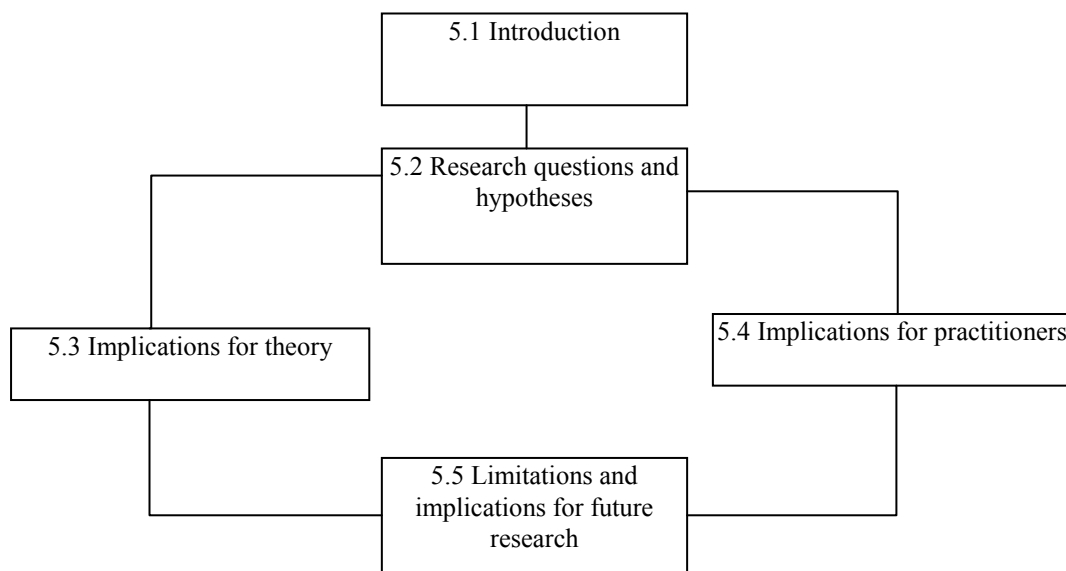 5.1 Introduction
5.2 Research questions and
hypotheses
5.3 Implications for theory
5.4 Implications for practitioners
5.5 Limitations and
implications for future
research